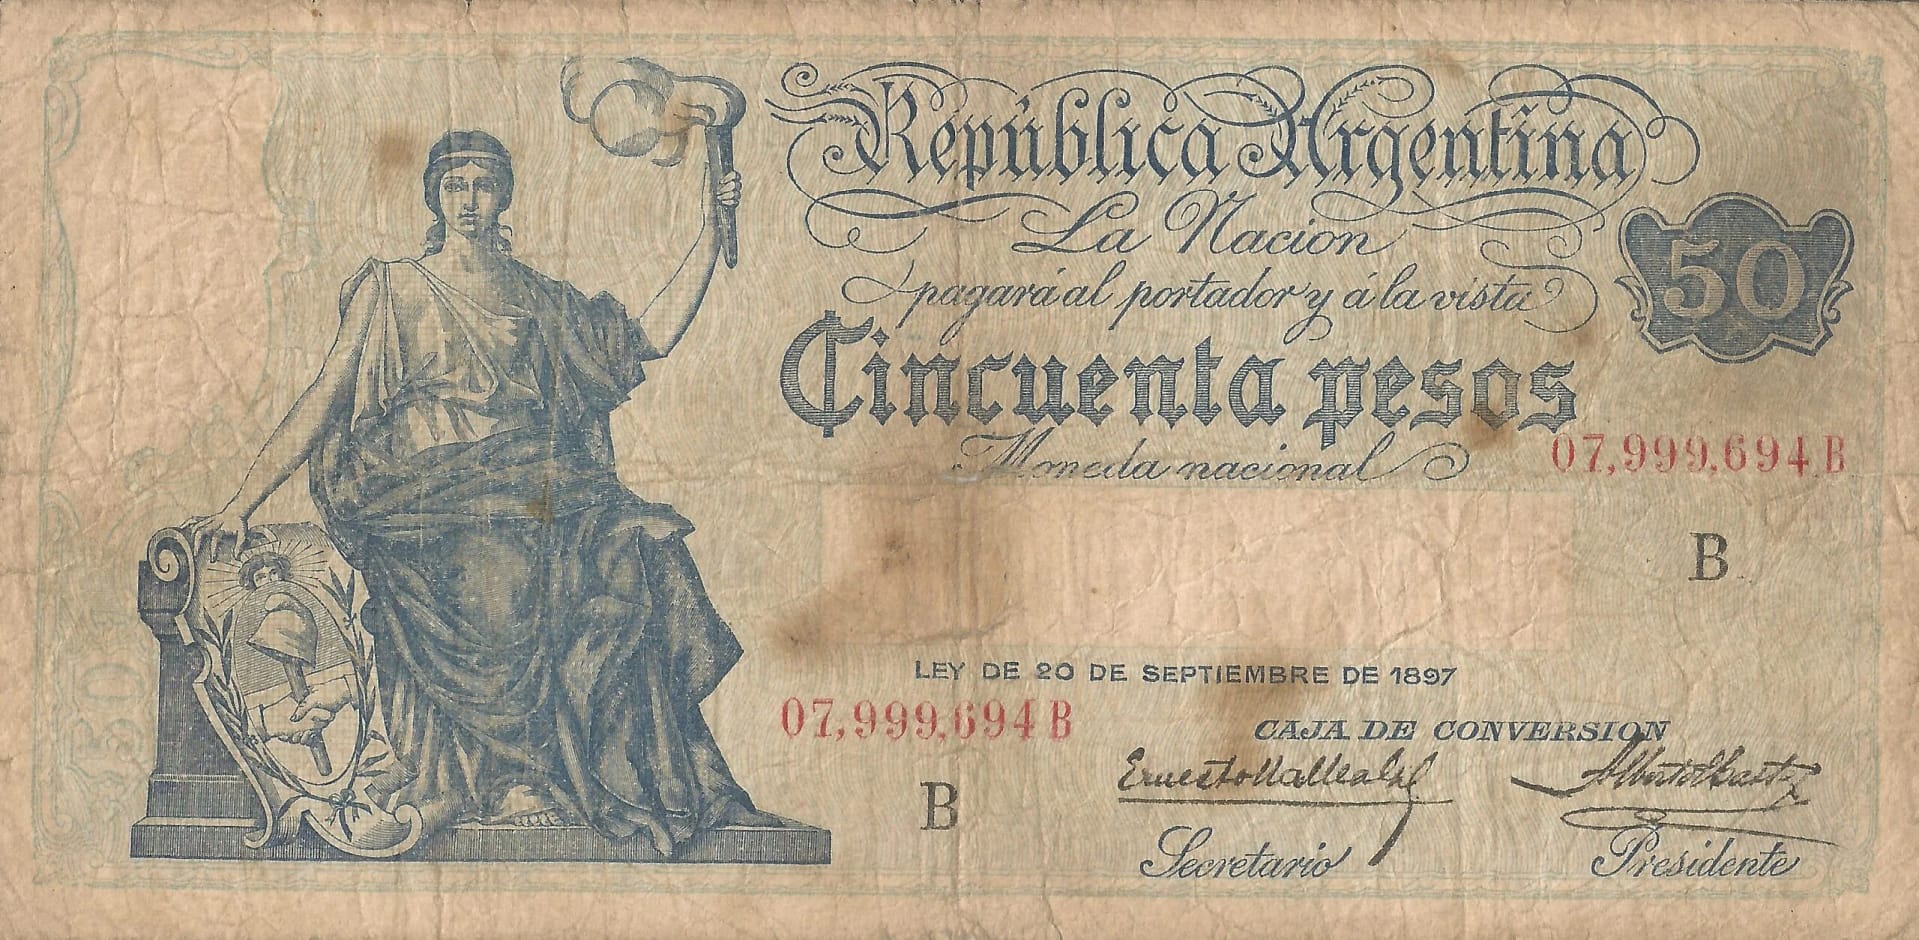 República Argentina
La Nacion
50
pagará al portador y á la vista
Cincuenta pesos
Moneda nacional
07,999,694 B
B
LEY DE 20 DE SEPTIEMBRE DE 1897
07,999,694 B
CAJA DE CONVERSION
B
Secretario
Presidente
50